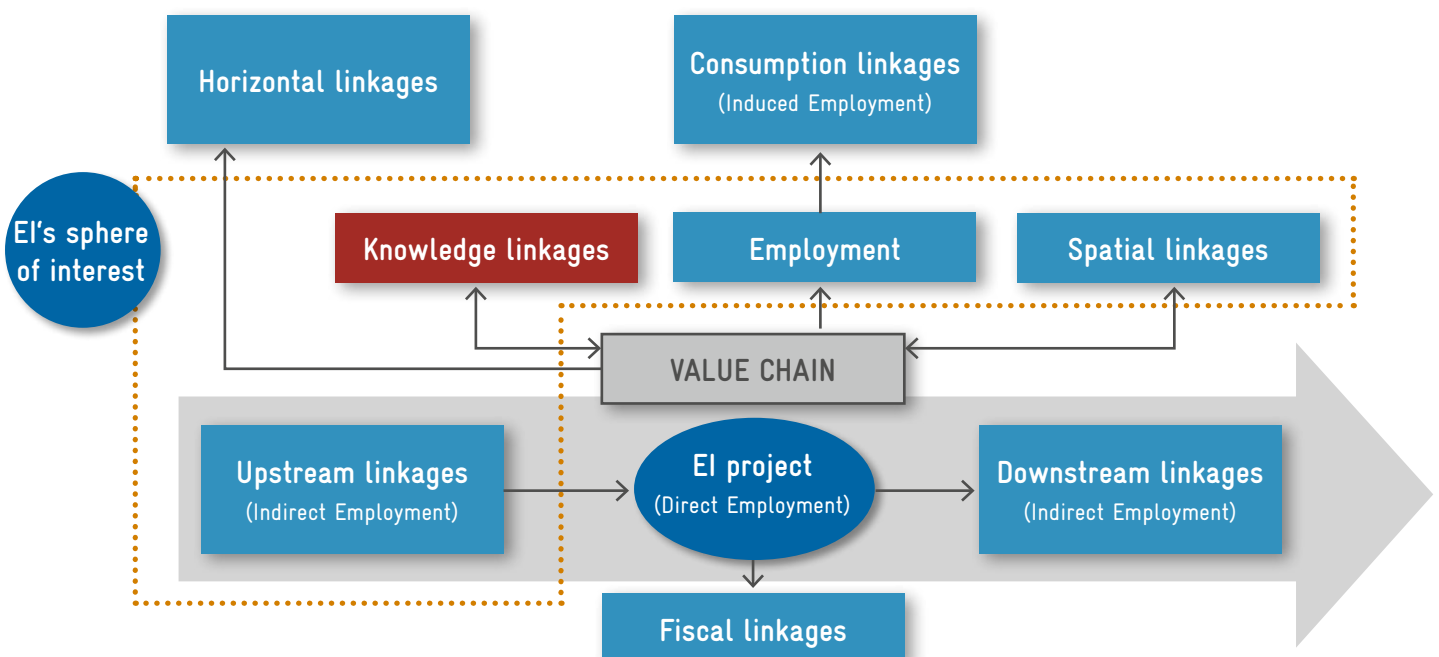 Horizontal linkages
Consumption linkages
(Induced Employment)
EI's sphere
of interest
Knowledge linkages
Employment
Spatial linkages
VALUE CHAIN
Upstream linkages
(Indirect Employment)
EI project
(Direct Employment)
Downstream linkages
(Indirect Employment)
Fiscal linkages